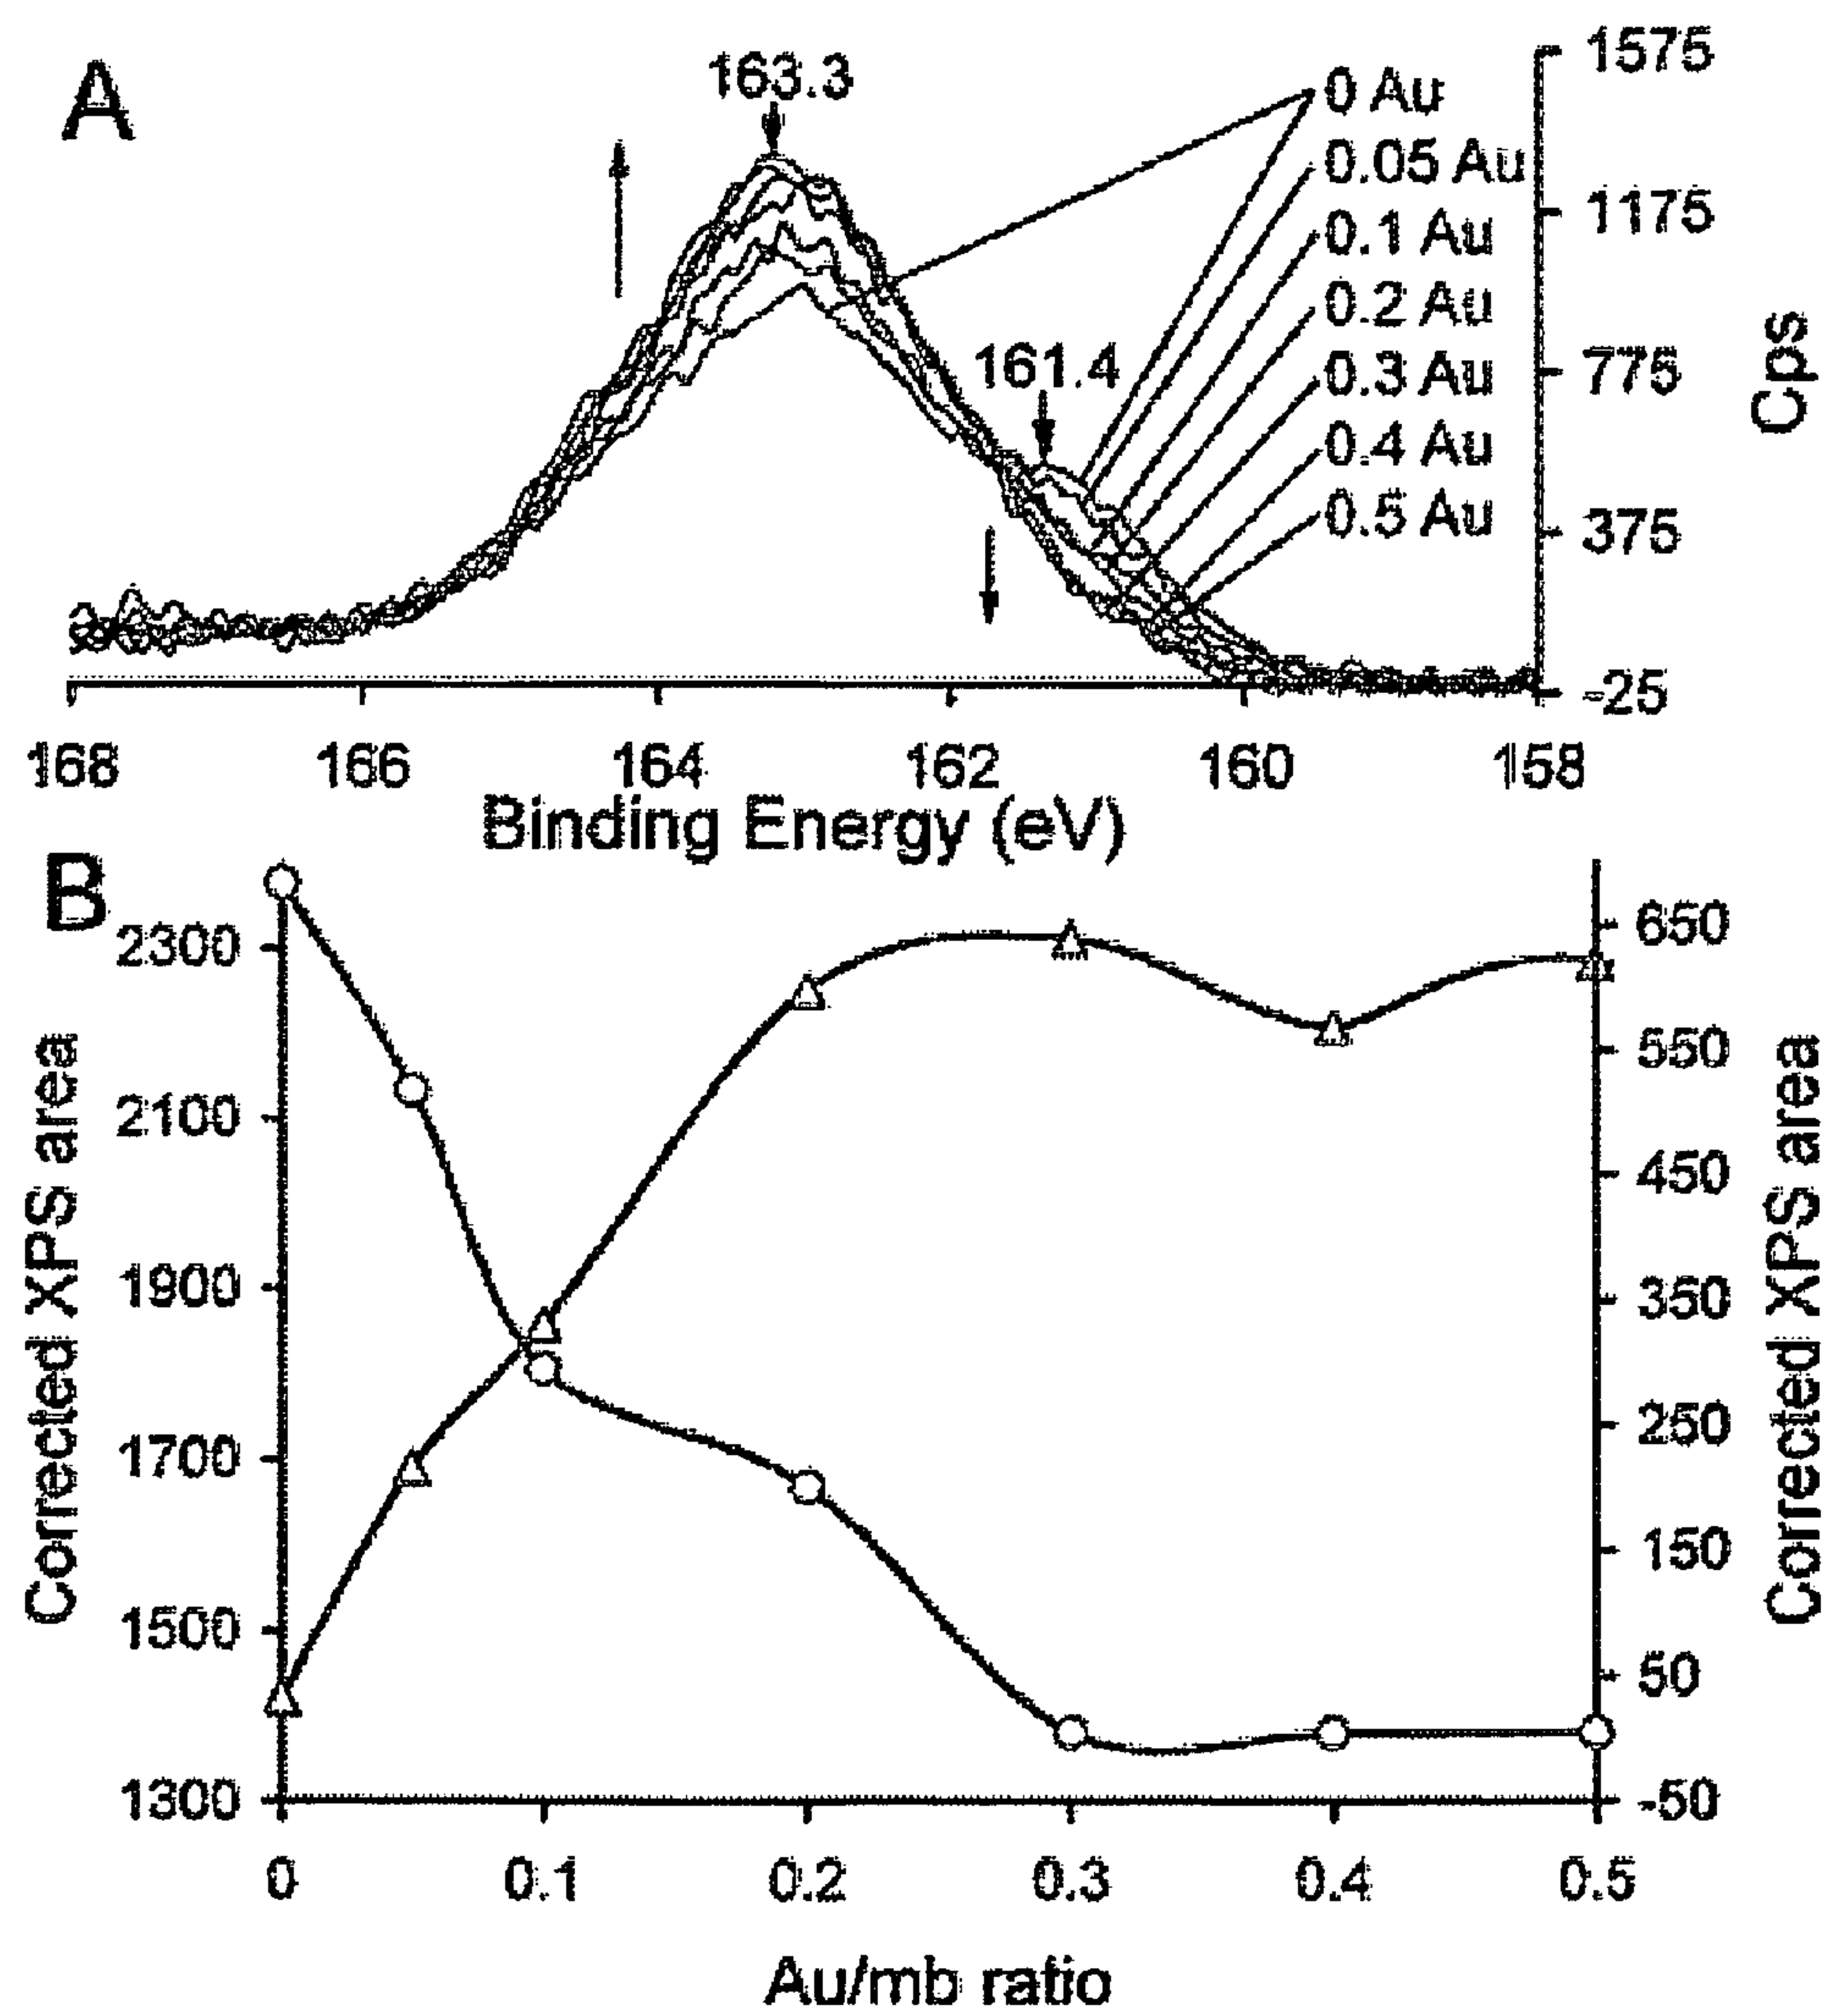 A
163.3
161.4
0 Au
0.05 Au
0.1 Au
0.2 Au
0.3 Au
0.4 Au
0.5 Au
1575
1175
775
375
-25
Cps
168 166 164 162 160 158
Binding Energy (eV)
B
2300
2100
1900
1700
1500
1300
Corrected XPS area
650
550
450
350
250
150
50
-50
Corrected XPS area
0 0.1 0.2 0.3 0.4 0.5
Au/mb ratio